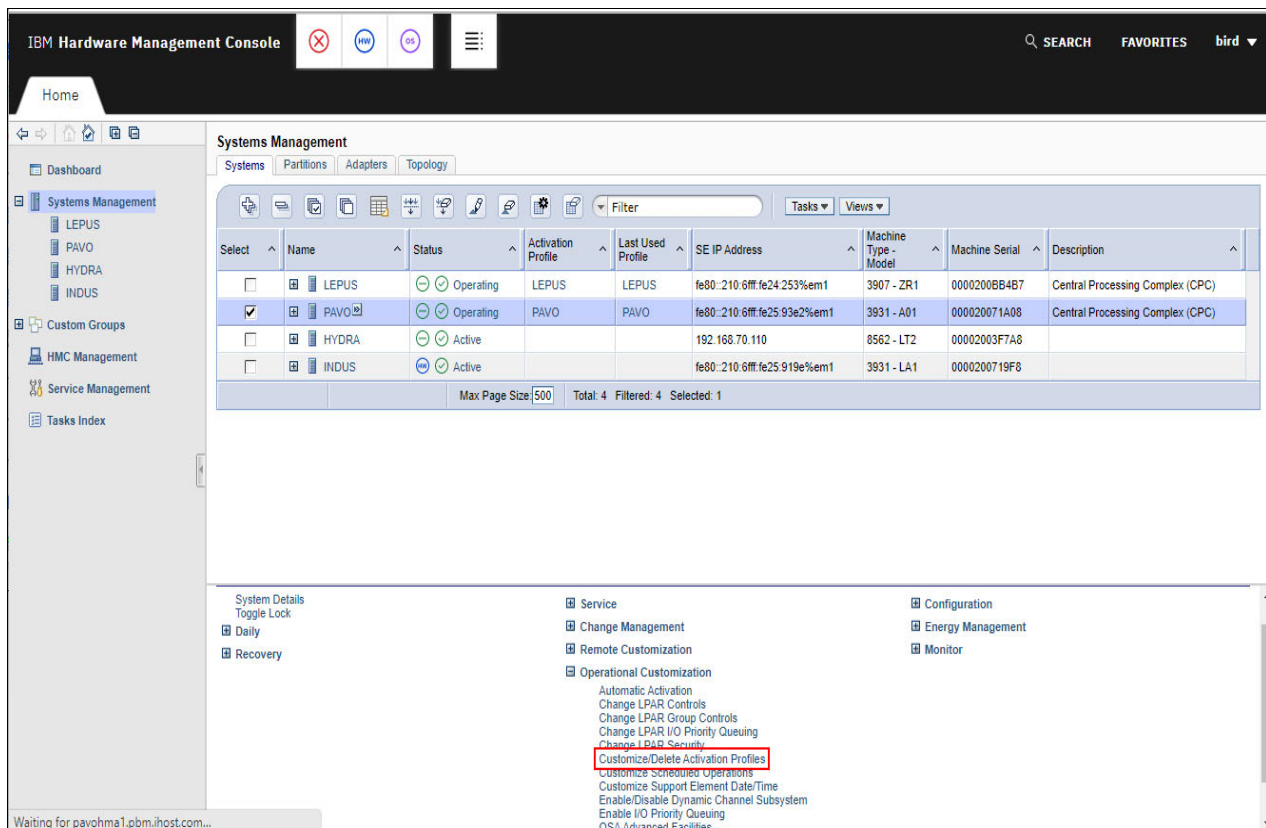 IBM Hardware Management Console
HW
OS
SEARCH
FAVORITES
bird
Home
Dashboard
Systems Management
LEPUS
PAVO
HYDRA
INDUS
Custom Groups
HMC Management
Service Management
Tasks Index
Systems Management
Systems Partitions Adapters Topology
Filter Tasks Views
Select Name Status Activation Profile Last Used Profile SE IP Address Machine Type - Model Machine Serial Description
LEPUS Operating LEPUS LEPUS fe80::210:6fff:fe24:253%em1 3907 - ZR1 0000200BB4B7 Central Processing Complex (CPC)
PAVO Operating PAVO PAVO fe80::210:6fff:fe25:93e2%em1 3931 - A01 000020071A08 Central Processing Complex (CPC)
HYDRA Active 192.168.70.110 8562 - LT2 00002003F7A8
HW INDUS Active fe80::210:6fff:fe25:919e%em1 3931 - LA1 0000200719F8
Max Page Size: 500 Total: 4 Filtered: 4 Selected: 1
System Details
Toggle Lock
Daily
Recovery
Service
Change Management
Remote Customization
Operational Customization
Automatic Activation
Change LPAR Controls
Change LPAR Group Controls
Change LPAR I/O Priority Queuing
Change LPAR Security
Customize/Delete Activation Profiles
Customize Scheduled Operations
Customize Support Element Date/Time
Enable/Disable Dynamic Channel Subsystem
Enable I/O Priority Queuing
OSA Advanced Facilities
Configuration
Energy Management
Monitor
Waiting for pavohma1.pbm.ihost.com...